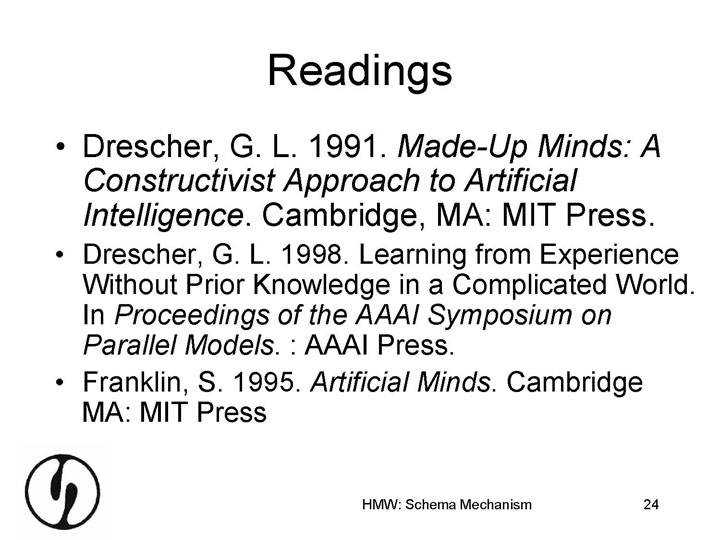 Readings
• Drescher, G. L. 1991. Made-Up Minds: A
Constructivist Approach to Artificial
Intelligence. Cambridge, MA: MIT Press.
• Drescher, G. L. 1998. Learning from Experience
Without Prior Knowledge in a Complicated World.
In Proceedings of the AAAI Symposium on
Parallel Models. : AAAI Press.
• Franklin, S. 1995. Artificial Minds. Cambridge
MA: MIT Press
HMW: Schema Mechanism 24